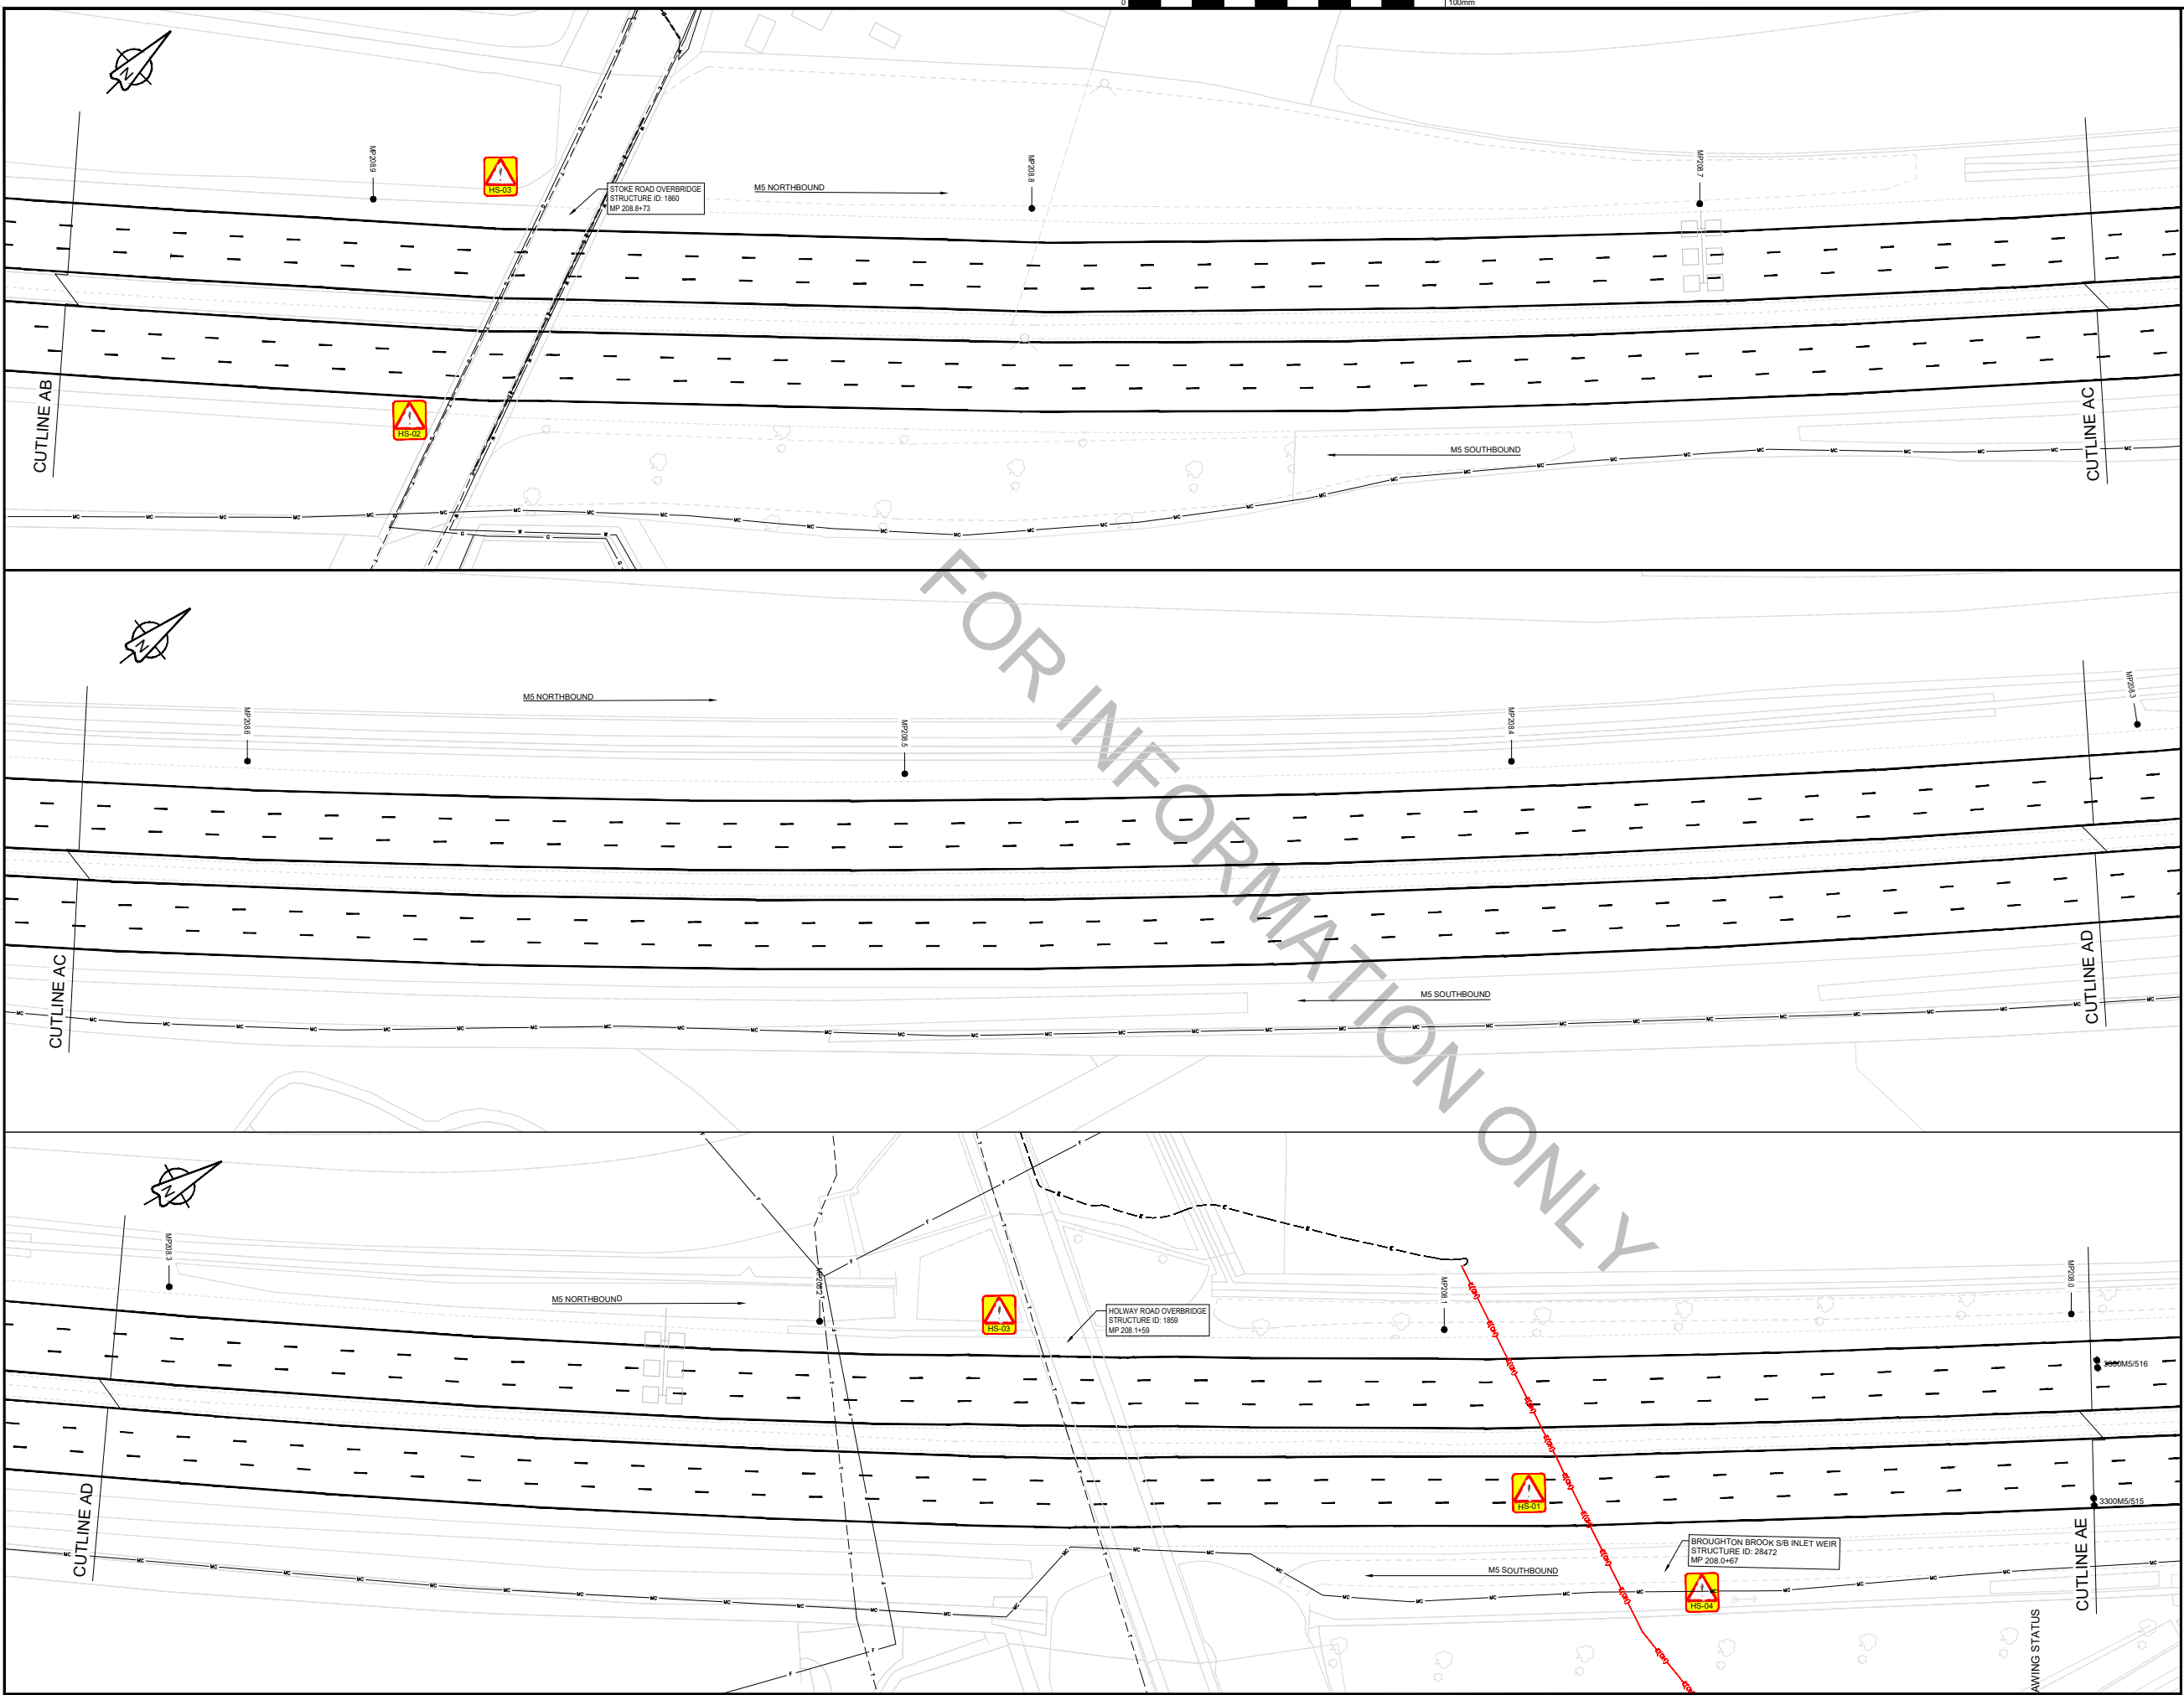 0
100mm
N
MP208.9
HS-03
STOKE ROAD OVERBRIDGE
STRUCTURE ID: 1860
MP 208.8+73
M5 NORTHBOUND
MP208.8
MP208.7
CUTLINE AB
HS-02
M5 SOUTHBOUND
CUTLINE AC
FOR INFORMATION ONLY
N
M5 NORTHBOUND
MP208.6
MP208.5
MP208.4
MP208.3
CUTLINE AC
M5 SOUTHBOUND
CUTLINE AD
N
MP208.3
M5 NORTHBOUND
MP208.2
HS-03
HOLWAY ROAD OVERBRIDGE
STRUCTURE ID: 1859
MP 208.1+59
MP208.1
MP208.0
3300M5/516
CUTLINE AD
HS-01
3300M5/515
BROUGHTON BROOK S/B INLET WEIR
STRUCTURE ID: 28472
MP 208.0+67
M5 SOUTHBOUND
HS-04
CUTLINE AE
AWING STATUS